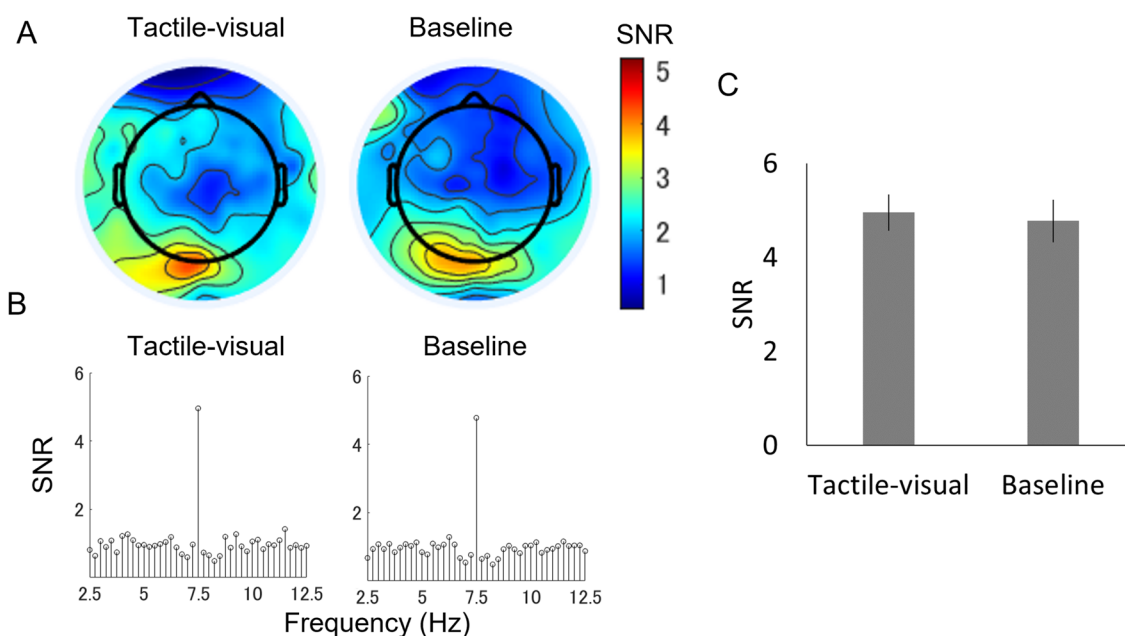 A
Tactile-visual
Baseline
SNR
5
4
3
2
1
B
Tactile-visual
Baseline
SNR
6
4
2
2.5 5 7.5 10 12.5
6
4
2
2.5 5 7.5 10 12.5
Frequency (Hz)
C
SNR
6
4
2
0
Tactile-visual Baseline